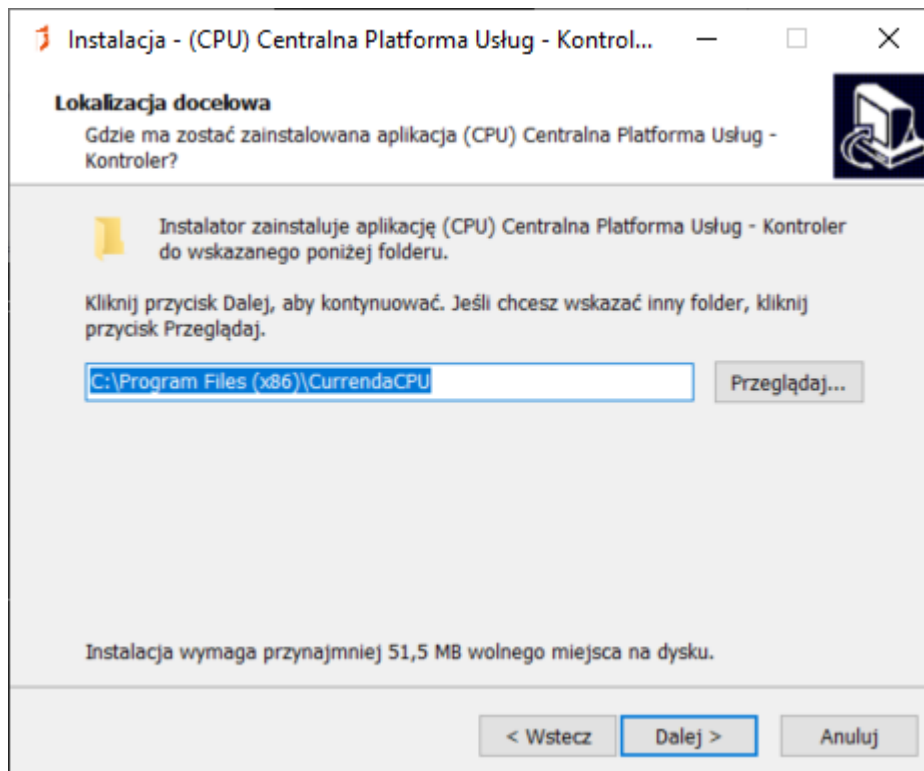 Instalacja - (CPU) Centralna Platforma Usług - Kontrol...
Lokalizacja docelowa
Gdzie ma zostać zainstalowana aplikacja (CPU) Centralna Platforma Usług -
Kontroler?
Instalator zainstaluje aplikację (CPU) Centralna Platforma Usług - Kontroler
do wskazanego poniżej folderu.
Kliknij przycisk Dalej, aby kontynuować. Jeśli chcesz wskazać inny folder, kliknij
przycisk Przeglądaj.
C:\Program Files (x86)\CurrendaCPU
Przeglądaj...
Instalacja wymaga przynajmniej 51,5 MB wolnego miejsca na dysku.
< Wstecz
Dalej >
Anuluj